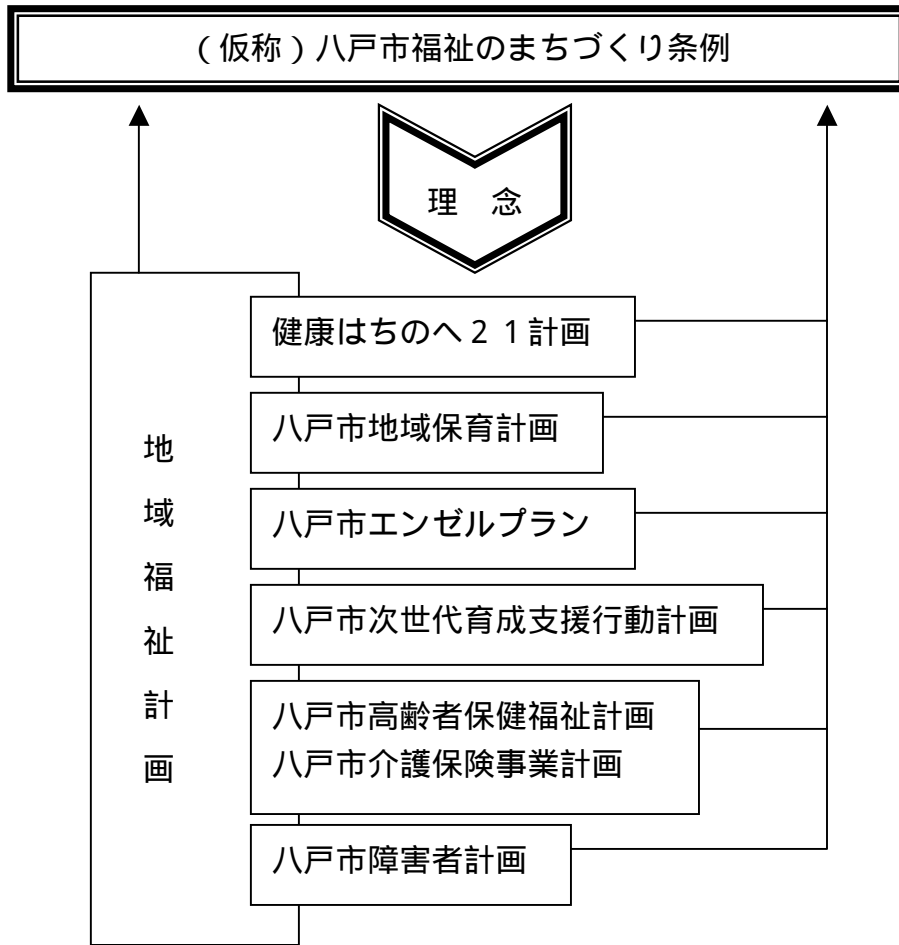 (仮称)八戸市福祉のまちづくり条例
理 念
地域福祉計画
健康はちのへ21計画
八戸市地域保育計画
八戸市エンゼルプラン
八戸市次世代育成支援行動計画
八戸市高齢者保健福祉計画
八戸市介護保険事業計画
八戸市障害者計画